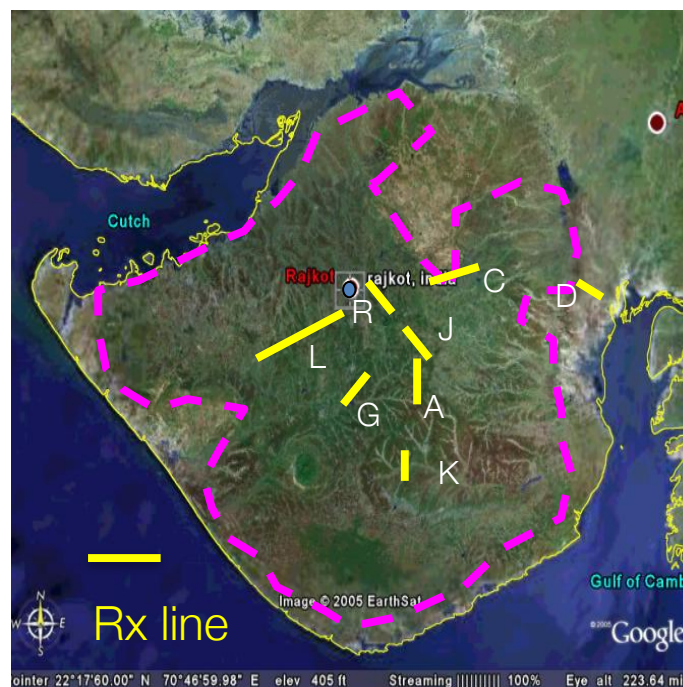 A
Cutch
Rajkot rajkot, india
C
D
R
J
L
A
G
K
Rx line
Image © 2005 EarthSat
Gulf of Camb
N
W E
S
©2005 Google
ointer 22°17'60.00" N 70°46'59.98" E elev 405 ft Streaming |||||||||| 100% Eye alt 223.64 mi